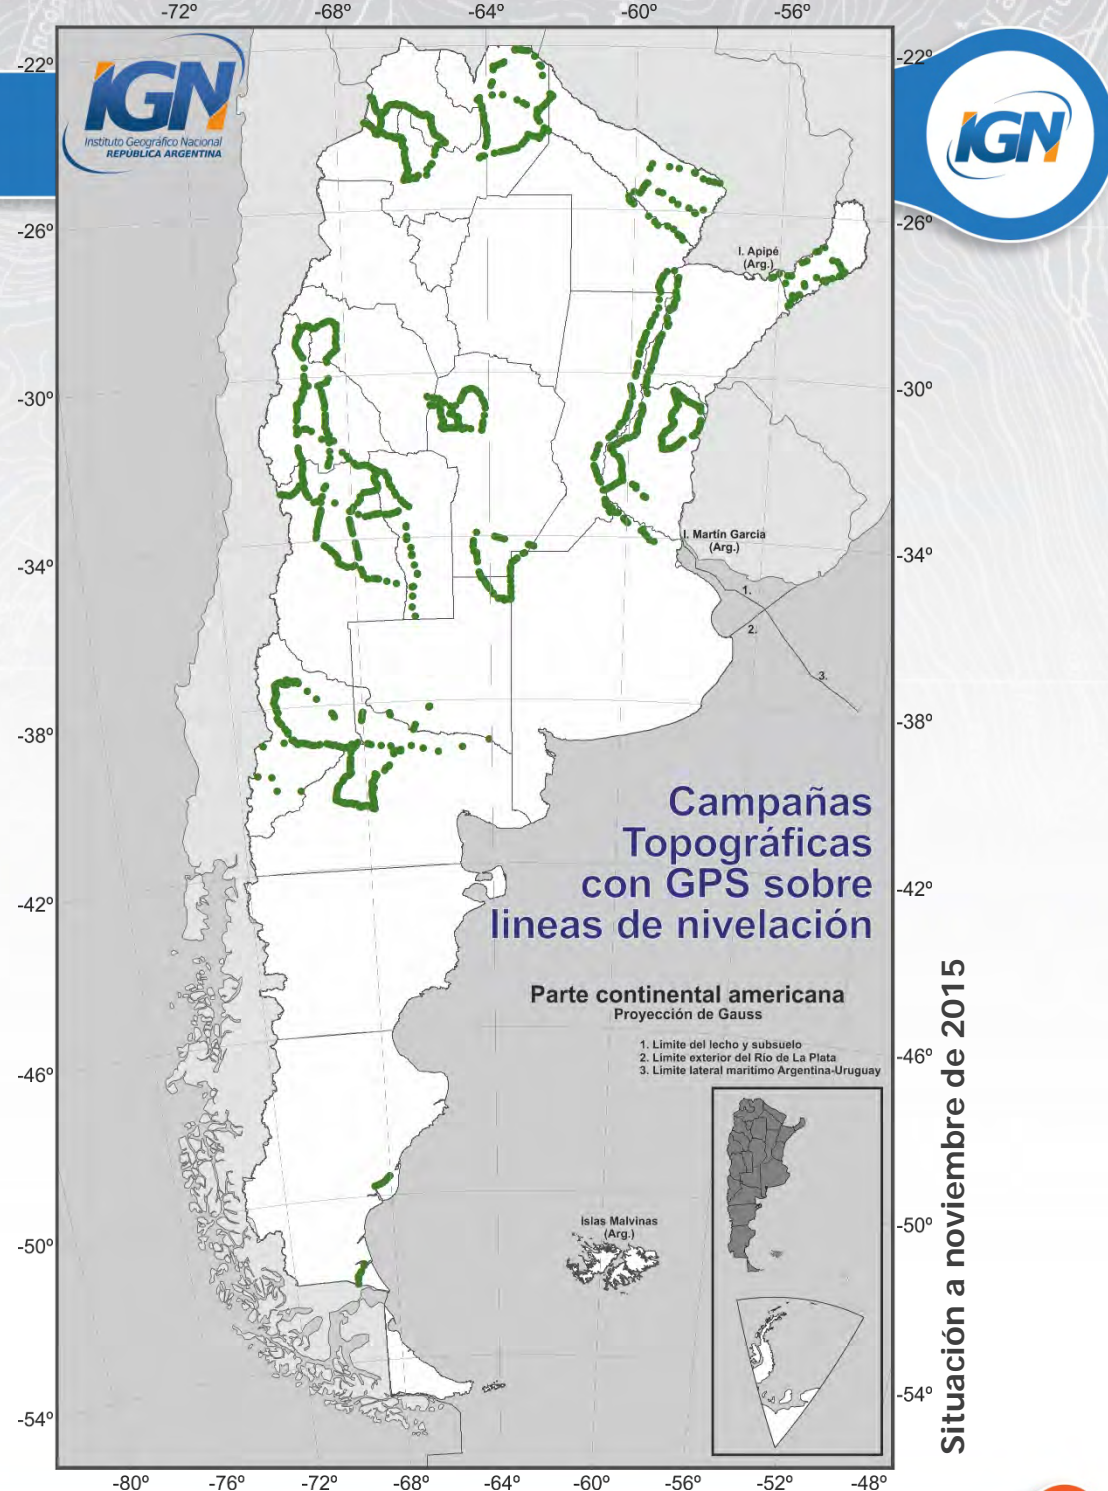 -72º -68º -64º -60º -56º
-22º
-22º
IGN
Instituto Geográfico Nacional
REPÚBLICA ARGENTINA
IGN
-26º
-26º
I. Apipé
(Arg.)
-30º
-30º
I. Martín García
(Arg.)
-34º
-34º
1.
2.
3.
-38º
-38º
Campañas
Topográficas
con GPS sobre
lineas de nivelación
-42º
-42º
Parte continental americana
Proyección de Gauss
1. Limite del lecho y subsuelo
2. Limite exterior del Río de La Plata
3. Limite lateral marítimo Argentina-Uruguay
-46º
-46º
Islas Malvinas
(Arg.)
-50º
-50º
-54º
-54º
Situación a noviembre de 2015
-80º -76º -72º -68º -64º -60º -56º -52º -48º